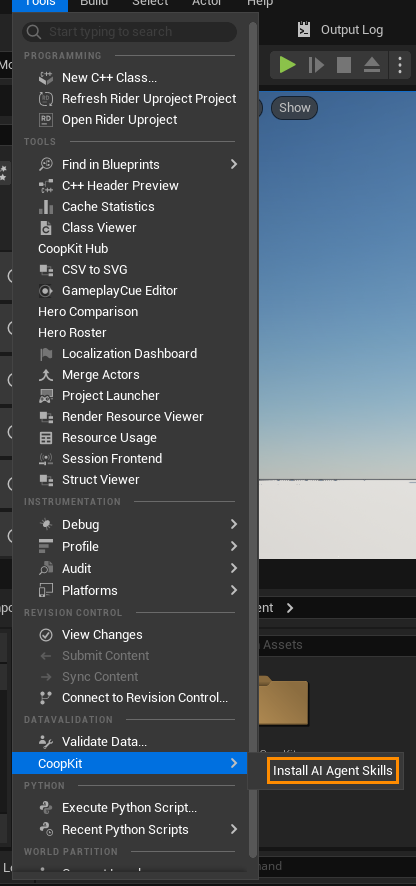 Tools
Build
Select
Actor
Help
Start typing to search
Output Log
PROGRAMMING
New C++ Class...
Refresh Rider Uproject Project
Open Rider Uproject
Show
TOOLS
Find in Blueprints
C++ Header Preview
Cache Statistics
Class Viewer
CoopKit Hub
CSV to SVG
GameplayCue Editor
Hero Comparison
Hero Roster
Localization Dashboard
Merge Actors
Project Launcher
Render Resource Viewer
Resource Usage
Session Frontend
Struct Viewer
INSTRUMENTATION
Debug
Profile
Audit
Platforms
REVISION CONTROL
View Changes
Submit Content
Sync Content
Connect to Revision Control...
Assets
DATAVALIDATION
Validate Data...
CoopKit
Install AI Agent Skills
PYTHON
Execute Python Script...
Recent Python Scripts
WORLD PARTITION